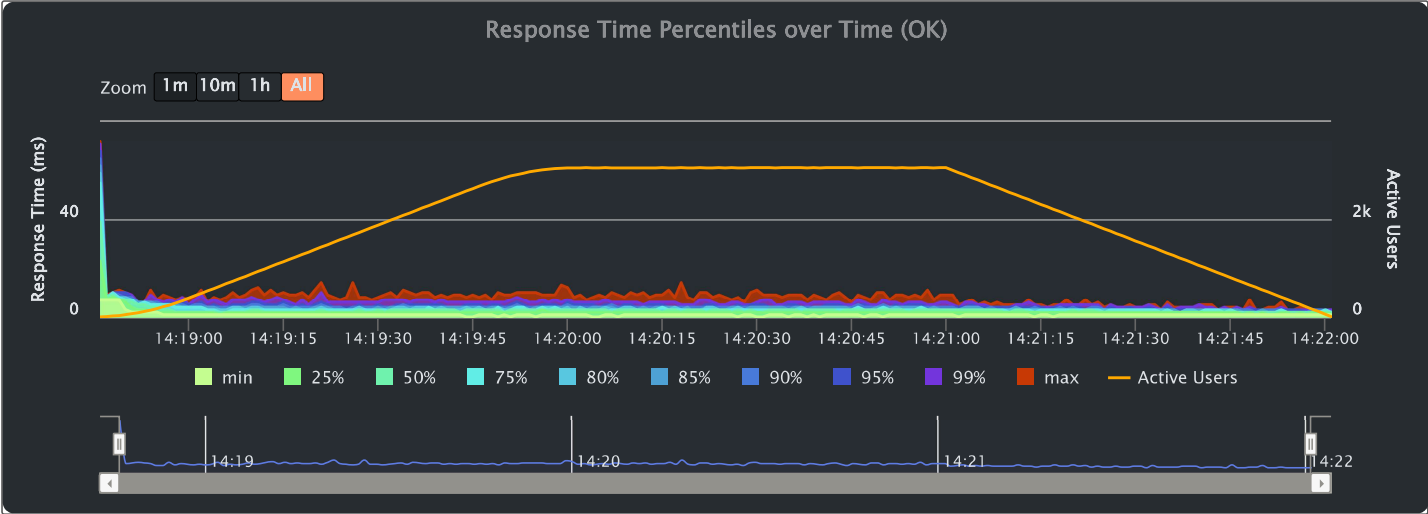 Response Time Percentiles over Time (OK)
Zoom 1m 10m 1h All
Response Time (ms)
40
0
Active Users
2k
0
14:19:00 14:19:15 14:19:30 14:19:45 14:20:00 14:20:15 14:20:30 14:20:45 14:21:00 14:21:15 14:21:30 14:21:45 14:22:00
min 25% 50% 75% 80% 85% 90% 95% 99% max Active Users
14:19 14:20 14:21 14:22